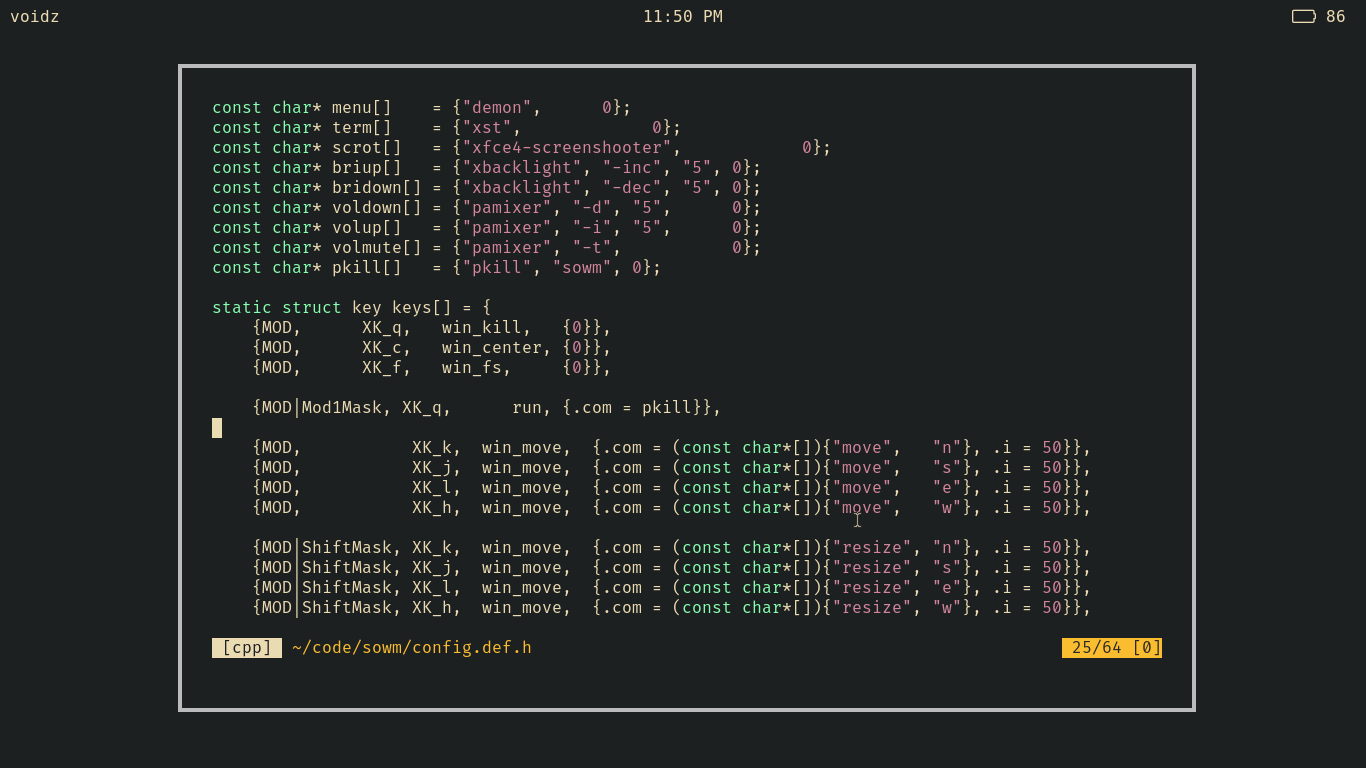 voidz 11:50 PM 86
const char* menu[]    = {"demon",      0};
const char* term[]    = {"xst",             0};
const char* scrot[]   = {"xfce4-screenshooter",            0};
const char* briup[]   = {"xbacklight", "-inc", "5", 0};
const char* bridown[] = {"xbacklight", "-dec", "5", 0};
const char* voldown[] = {"pamixer", "-d", "5",      0};
const char* volup[]   = {"pamixer", "-i", "5",      0};
const char* volmute[] = {"pamixer", "-t",           0};
const char* pkill[]   = {"pkill", "sowm", 0};

static struct key keys[] = {
    {MOD,      XK_q,   win_kill,   {0}},
    {MOD,      XK_c,   win_center, {0}},
    {MOD,      XK_f,   win_fs,     {0}},

    {MOD|Mod1Mask, XK_q,      run, {.com = pkill}},

    {MOD,           XK_k,  win_move,  {.com = (const char*[]){"move",   "n"}, .i = 50}},
    {MOD,           XK_j,  win_move,  {.com = (const char*[]){"move",   "s"}, .i = 50}},
    {MOD,           XK_l,  win_move,  {.com = (const char*[]){"move",   "e"}, .i = 50}},
    {MOD,           XK_h,  win_move,  {.com = (const char*[]){"move",   "w"}, .i = 50}},

    {MOD|ShiftMask, XK_k,  win_move,  {.com = (const char*[]){"resize", "n"}, .i = 50}},
    {MOD|ShiftMask, XK_j,  win_move,  {.com = (const char*[]){"resize", "s"}, .i = 50}},
    {MOD|ShiftMask, XK_l,  win_move,  {.com = (const char*[]){"resize", "e"}, .i = 50}},
    {MOD|ShiftMask, XK_h,  win_move,  {.com = (const char*[]){"resize", "w"}, .i = 50}},

[cpp] ~/code/sowm/config.def.h 25/64 [0]